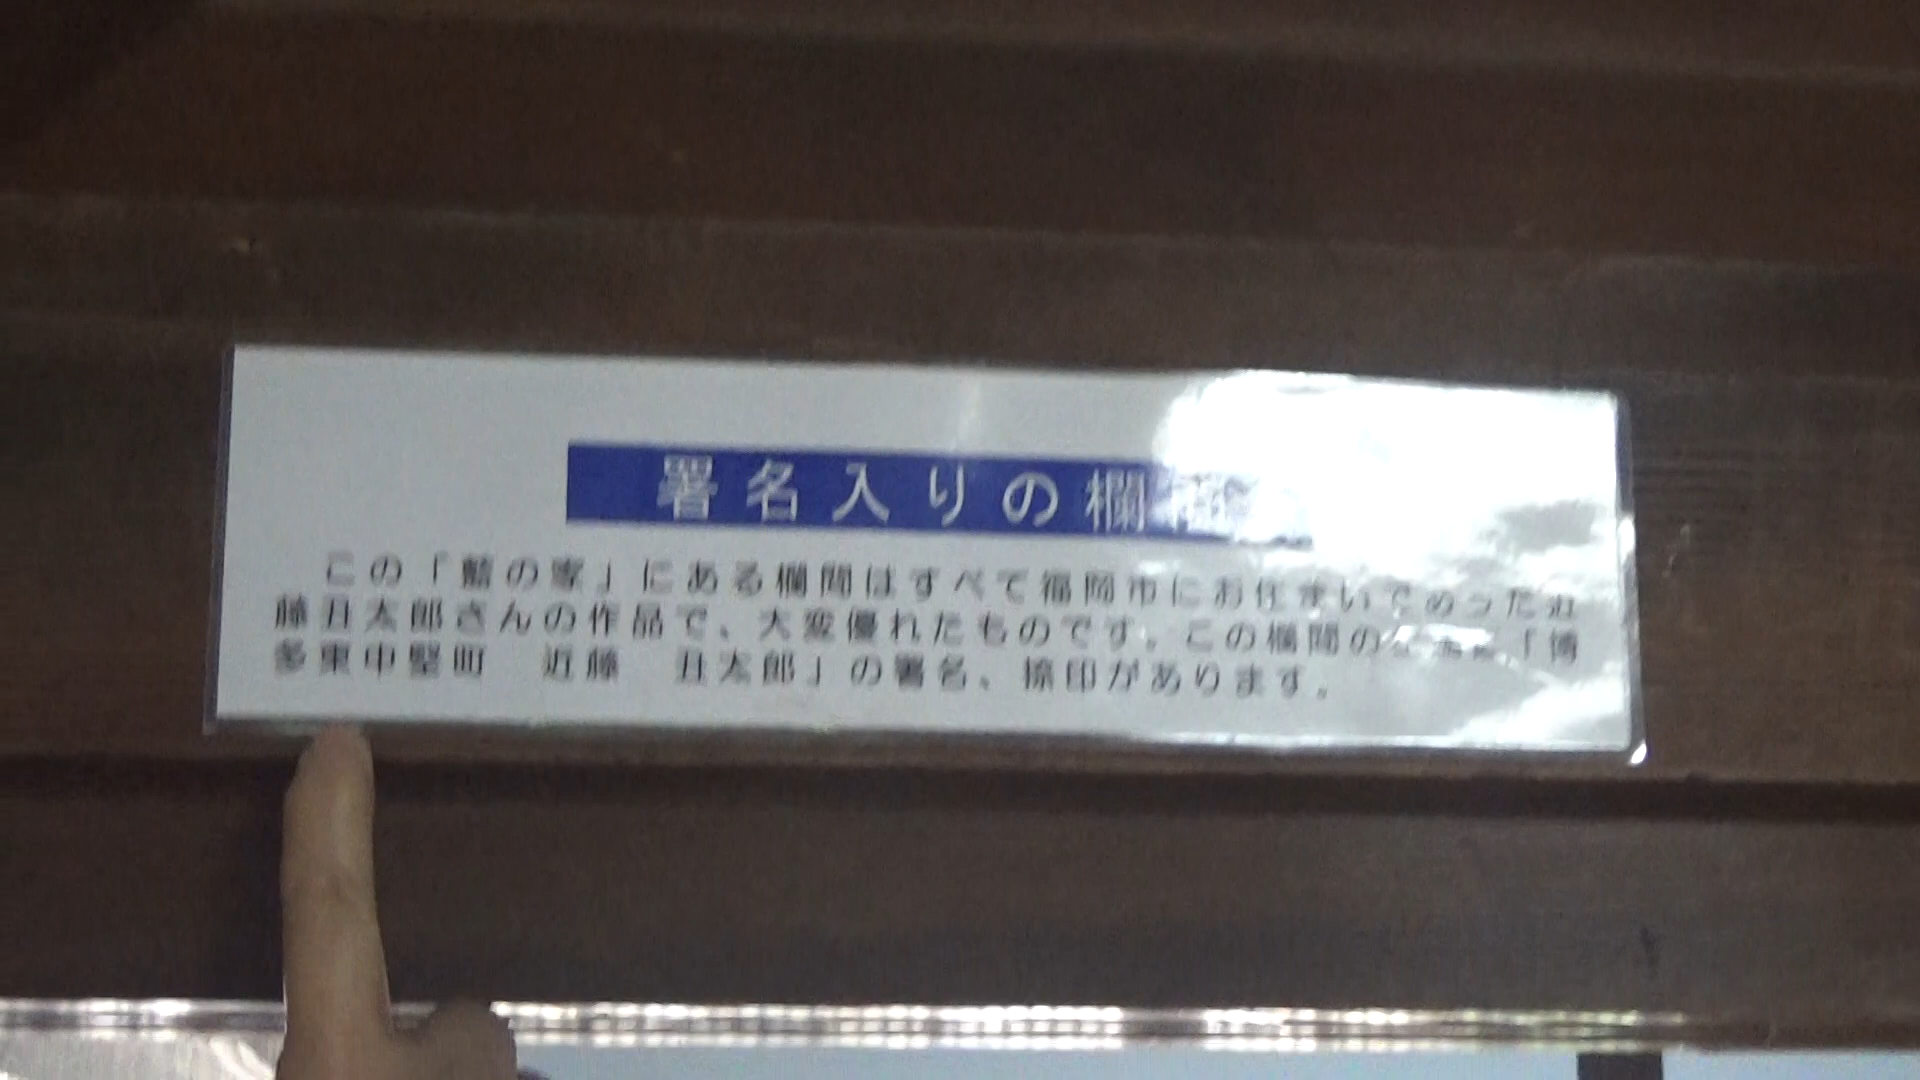 署名入りの欄間
この「藍の家」にある欄間はすべて福岡市にお住まいであった近
藤丑太郎さんの作品で、大変優れたものです。この欄間の 「博
多東中堅町 近藤 丑太郎」の署名、捺印があります。